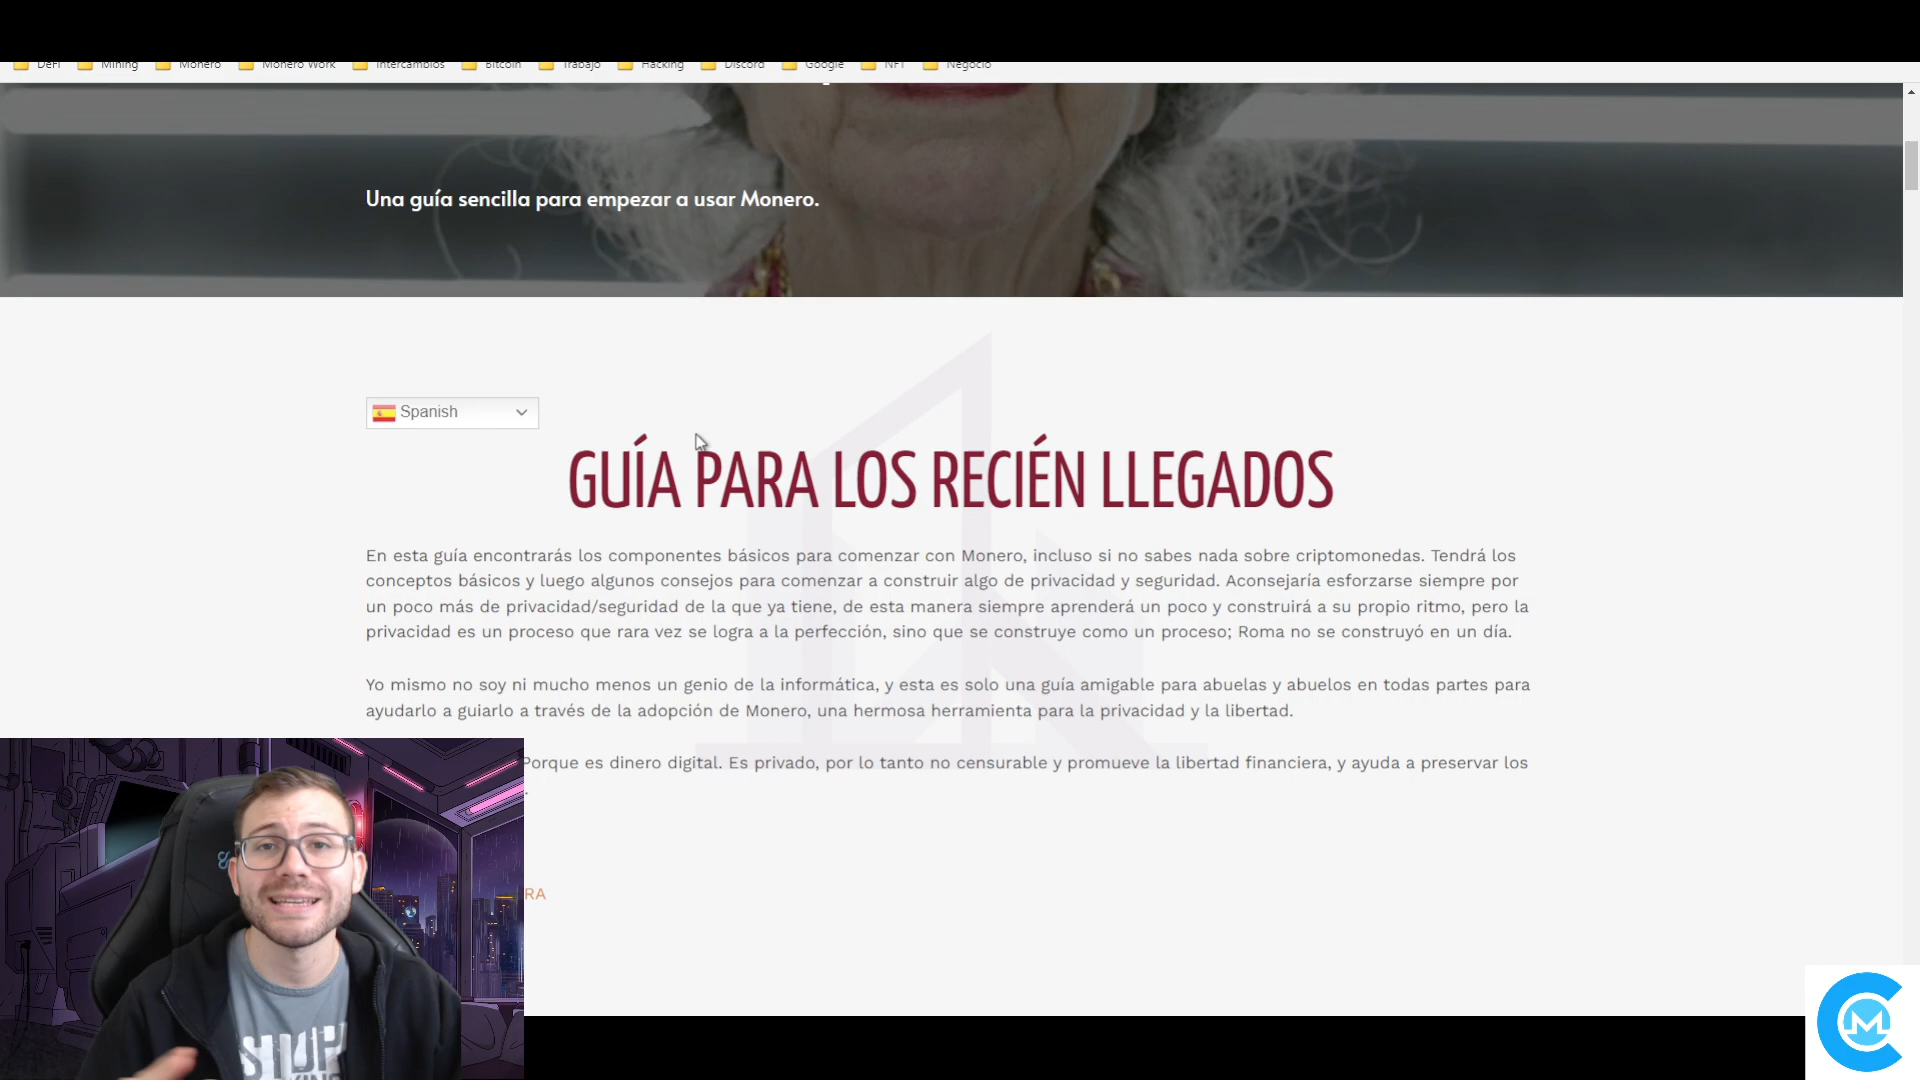 DeFi Mining Monero Monero Work Intercambios Bitcoin Trabajo Hacking Discord Google NFT Negocio
Una guía sencilla para empezar a usar Monero.
Spanish
GUÍA PARA LOS RECIÉN LLEGADOS
En esta guía encontrarás los componentes básicos para comenzar con Monero, incluso si no sabes nada sobre criptomonedas. Tendrá los
conceptos básicos y luego algunos consejos para comenzar a construir algo de privacidad y seguridad. Aconsejaría esforzarse siempre por
un poco más de privacidad/seguridad de la que ya tiene, de esta manera siempre aprenderá un poco y construirá a su propio ritmo, pero la
privacidad es un proceso que rara vez se logra a la perfección, sino que se construye como un proceso; Roma no se construyó en un día.
Yo mismo no soy ni mucho menos un genio de la informática, y esta es solo una guía amigable para abuelas y abuelos en todas partes para
ayudarlo a guiarlo a través de la adopción de Monero, una hermosa herramienta para la privacidad y la libertad.
Porque es dinero digital. Es privado, por lo tanto no censurable y promueve la libertad financiera, y ayuda a preservar los
.
RA
STOP
M